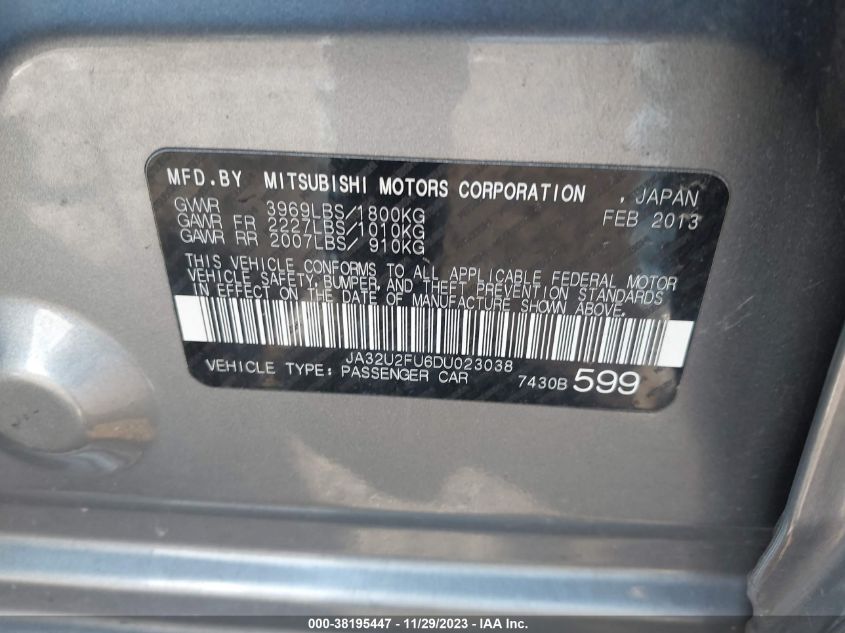 MFD.BY MITSUBISHI MOTORS CORPORATION , JAPAN
GVWR 3969LBS/1800KG FEB 2013
GAWR FR 2227LBS/1010KG
GAWR RR 2007LBS/ 910KG
THIS VEHICLE CONFORMS TO ALL APPLICABLE FEDERAL MOTOR
VEHICLE SAFETY, BUMPER, AND THEFT PREVENTION STANDARDS
IN EFFECT ON THE DATE OF MANUFACTURE SHOWN ABOVE.
JA32U2FU6DU023038
VEHICLE TYPE: PASSENGER CAR 7430B 599
000-38195447 - 11/29/2023 - IAA Inc.